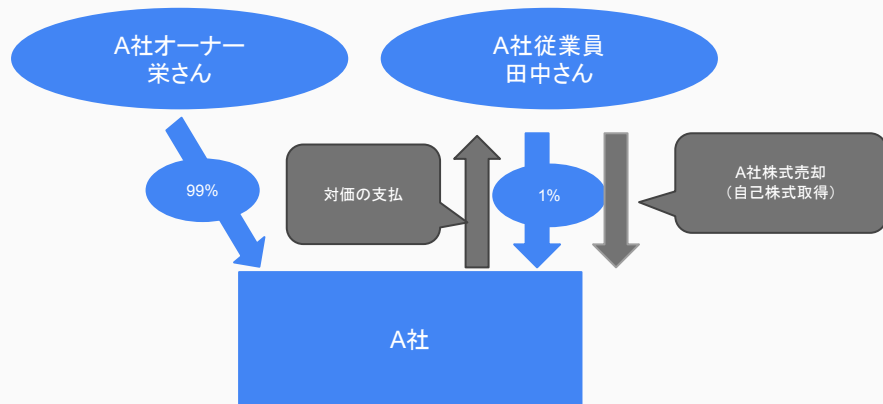 A社オーナー
栄さん
A社従業員
田中さん
99%
対価の支払
1%
A社株式売却
（自己株式取得）
A社